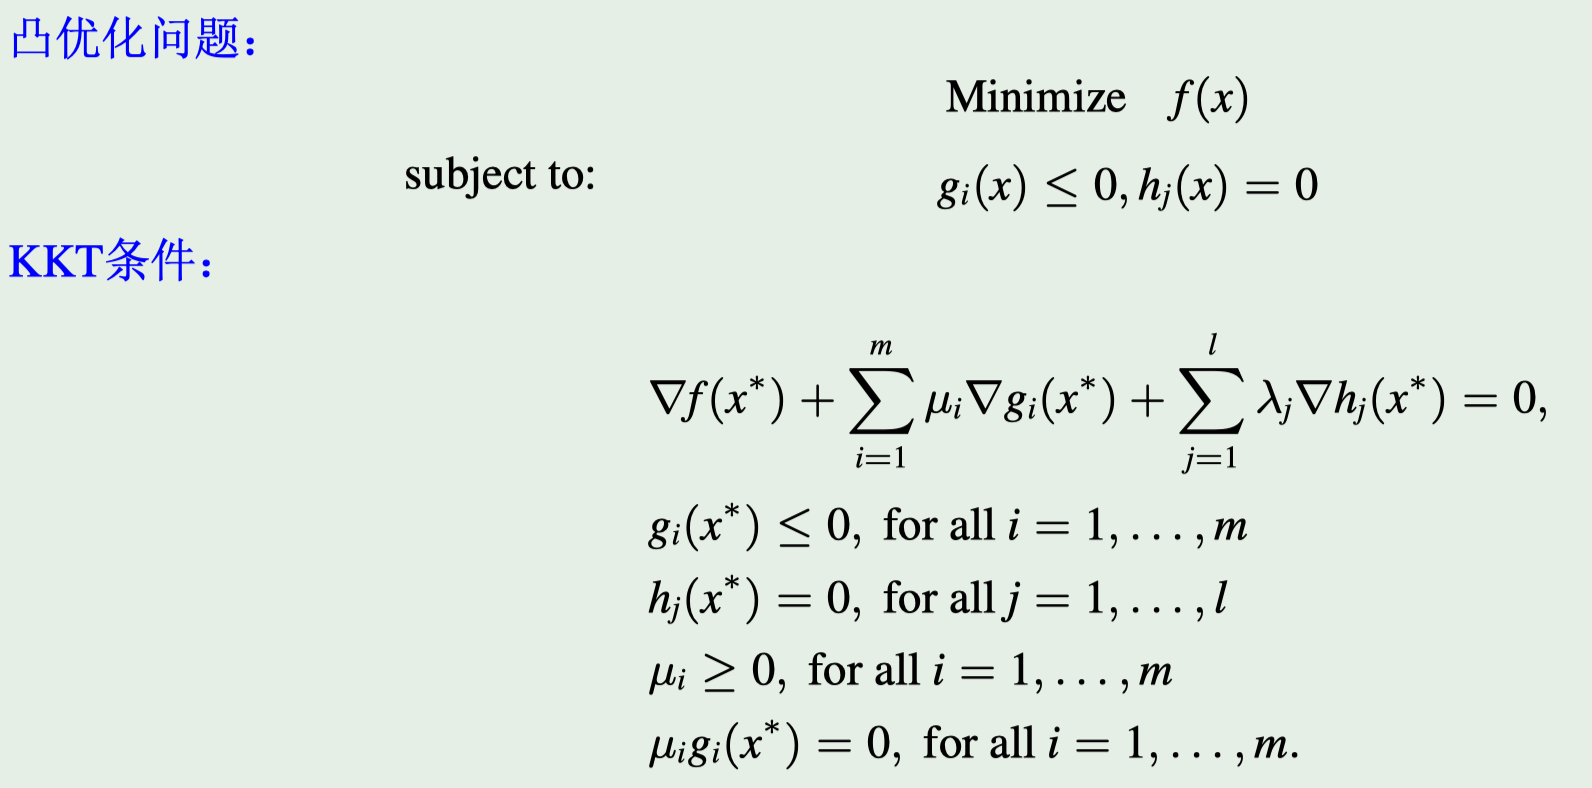 凸优化问题：
Minimize f(x)
subject to: g_i(x) ≤ 0, h_j(x) = 0
KKT条件：
∇f(x*) + ∑_{i=1}^{m} μ_i∇g_i(x*) + ∑_{j=1}^{l} λ_j∇h_j(x*) = 0,
g_i(x*) ≤ 0, for all i = 1, . . . , m
h_j(x*) = 0, for all j = 1, . . . , l
μ_i ≥ 0, for all i = 1, . . . , m
μ_i g_i(x*) = 0, for all i = 1, . . . , m.